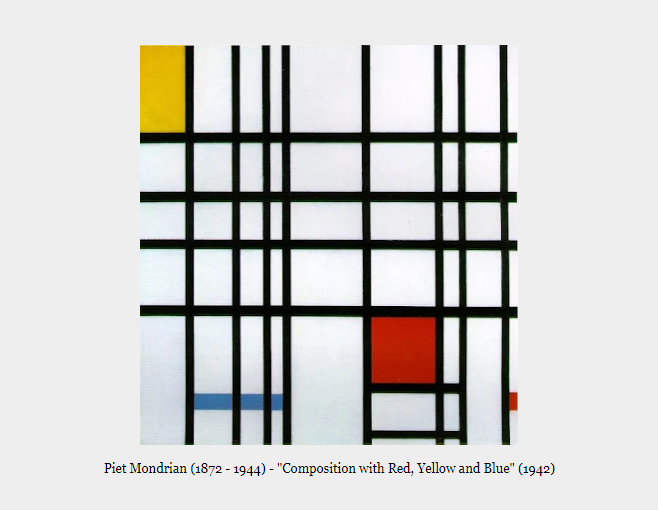 Piet Mondrian (1872 - 1944) - "Composition with Red, Yellow and Blue" (1942)